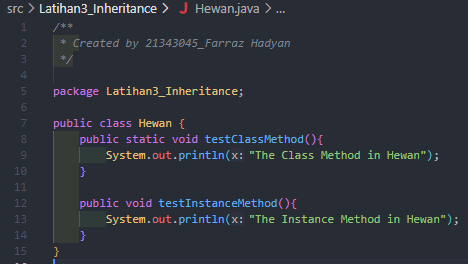 src > Latihan3_Inheritance > J Hewan.java > ...
1 /**
2 * Created by 21343045_Farraz Hadyan
3 */
4
5 package Latihan3_Inheritance;
6
7 public class Hewan {
8 public static void testClassMethod(){
9 System.out.println(x: "The Class Method in Hewan");
10 }
11
12 public void testInstanceMethod(){
13 System.out.println(x: "The Instance Method in Hewan");
14 }
15 }